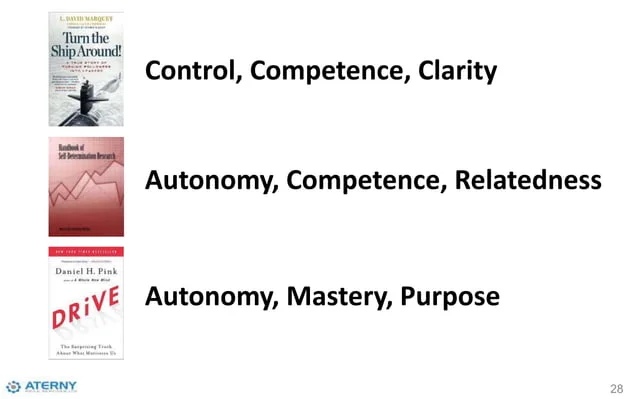 L. DAVID MARQUET
Turn the
Ship Around!
A TRUE STORY OF
TURNING FOLLOWERS
INTO LEADERS
Control, Competence, Clarity
Handbook of
Self-Determination Research
Autonomy, Competence, Relatedness
NEW YORK TIMES BESTSELLER
Daniel H. Pink
author of A Whole New Mind
DRiVE
The Surprising Truth
About What Motivates Us
Autonomy, Mastery, Purpose
ATERNY
28